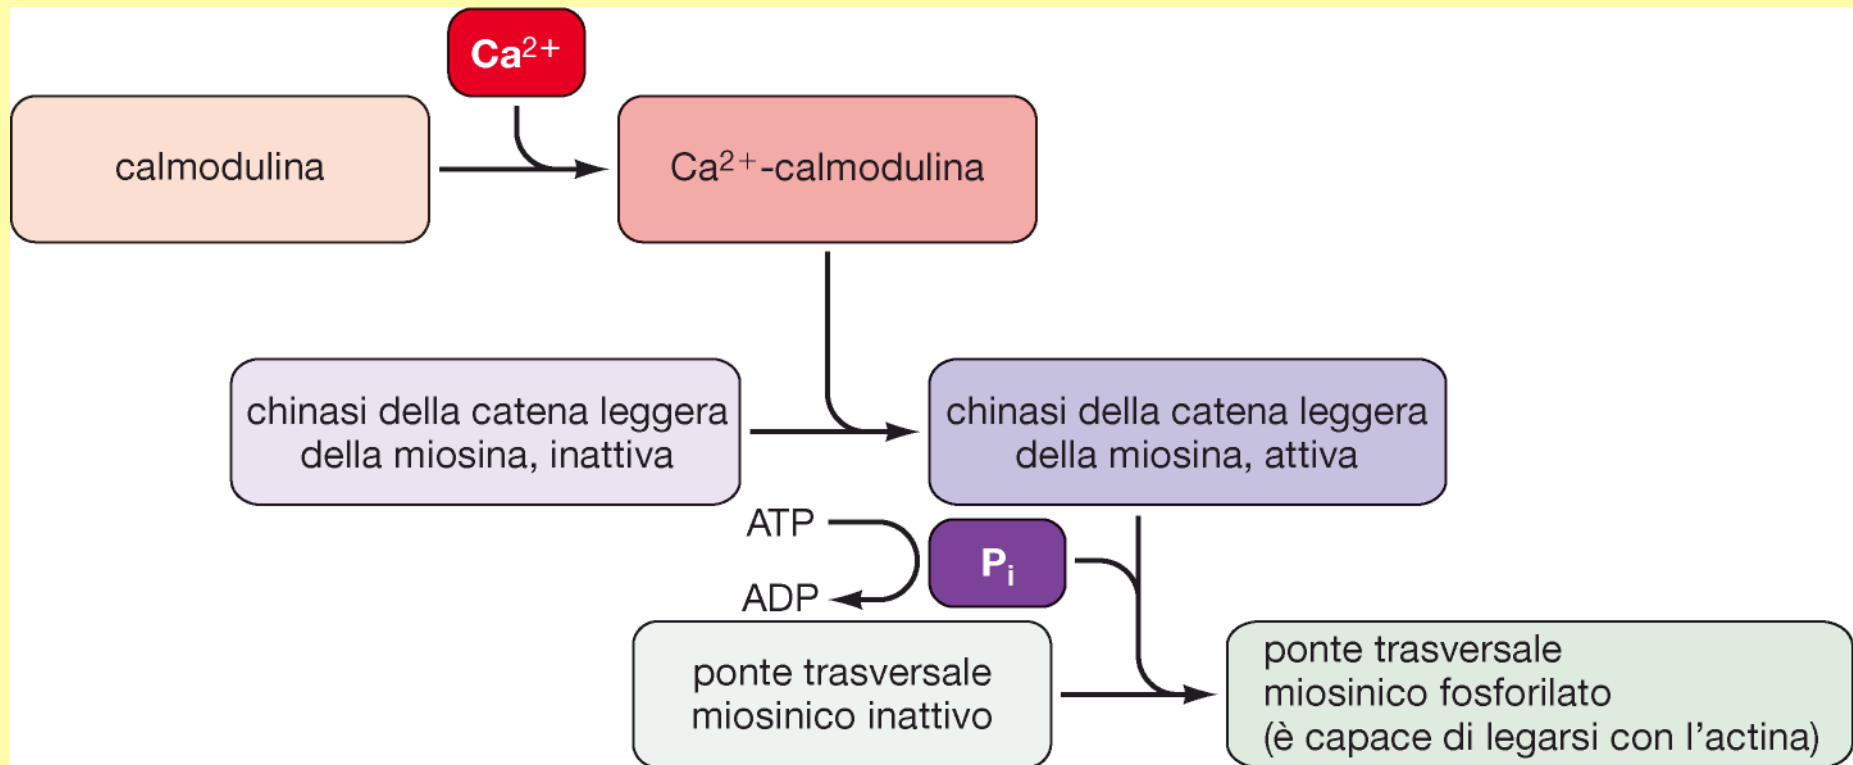 Ca²⁺
calmodulina
Ca²⁺-calmodulina
chinasi della catena leggera
della miosina, inattiva
chinasi della catena leggera
della miosina, attiva
ATP
Pᵢ
ADP
ponte trasversale
miosinico inattivo
ponte trasversale
miosinico fosforilato
(è capace di legarsi con l'actina)